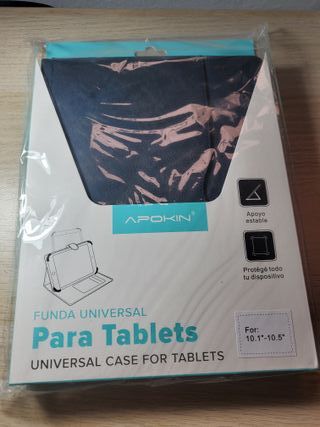 APOKIN®
Apoyo
estable
Protégé todo
tu dispositivo
FUNDA UNIVERSAL
Para Tablets
UNIVERSAL CASE FOR TABLETS
For:
10.1"-10.5"